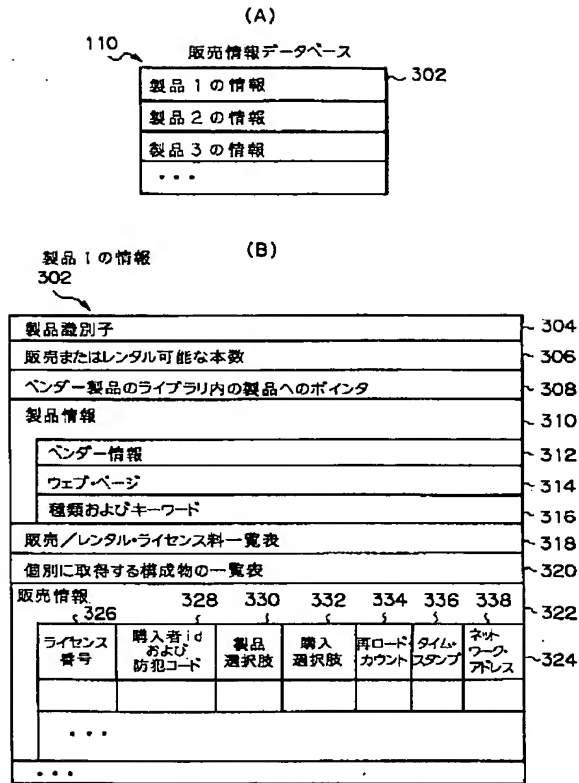 (A)
110
販売情報データベース
製品1の情報 302
製品2の情報
製品3の情報
...
(B)
製品1の情報
302
製品識別子 304
販売またはレンタル可能な本数 306
ベンダー製品のライブラリ内の製品へのポインタ 308
製品情報 310
ベンダー情報 312
ウェブ・ページ 314
種類およびキーワード 316
販売/レンタル・ライセンス料一覧表 318
個別に取得する構成物の一覧表 320
販売情報 322
326 328 330 332 334 336 338
ライセンス番号 購入者idおよび防犯コード 製品選択肢 購入選択肢 再ロード・カウント タイム・スタンプ ネットワーク・アドレス 324
...
...